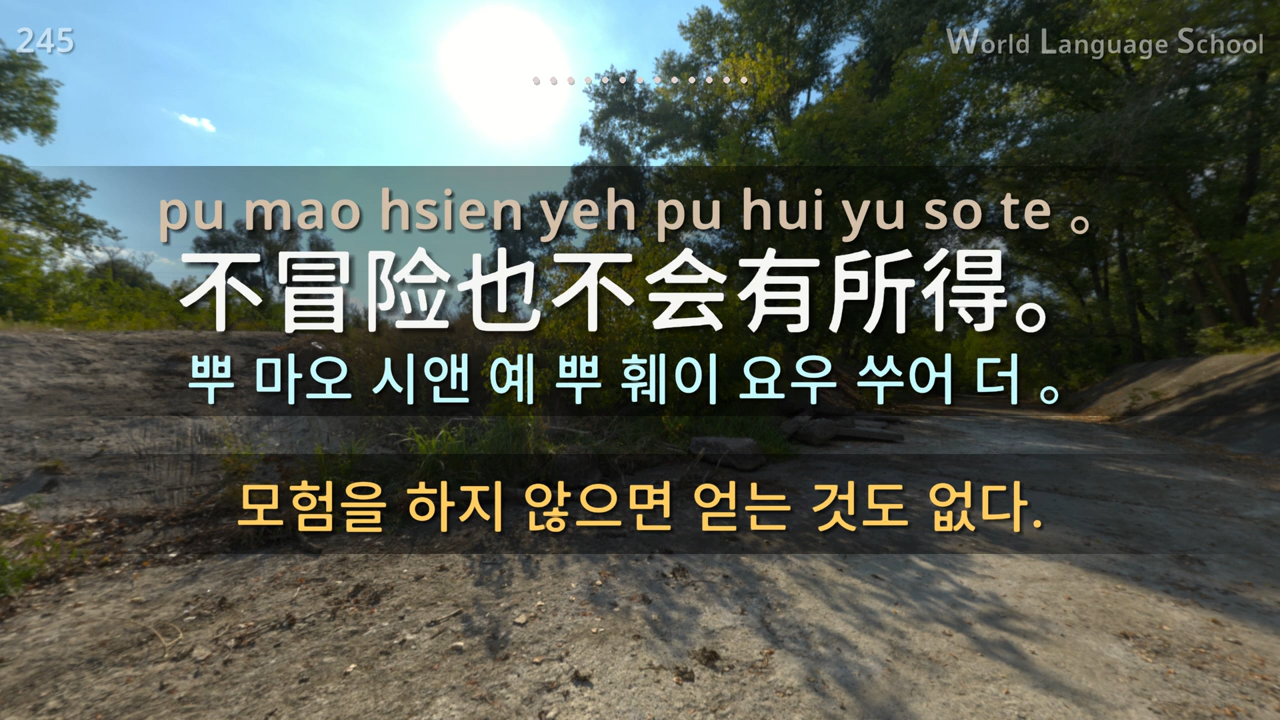 245
World Language School
pu mao hsien yeh pu hui yu so te 。
不冒险也不会有所得。
뿌 마오 시앤 예 뿌 훼이 요우 쑤어 더 。
모험을 하지 않으면 얻는 것도 없다.